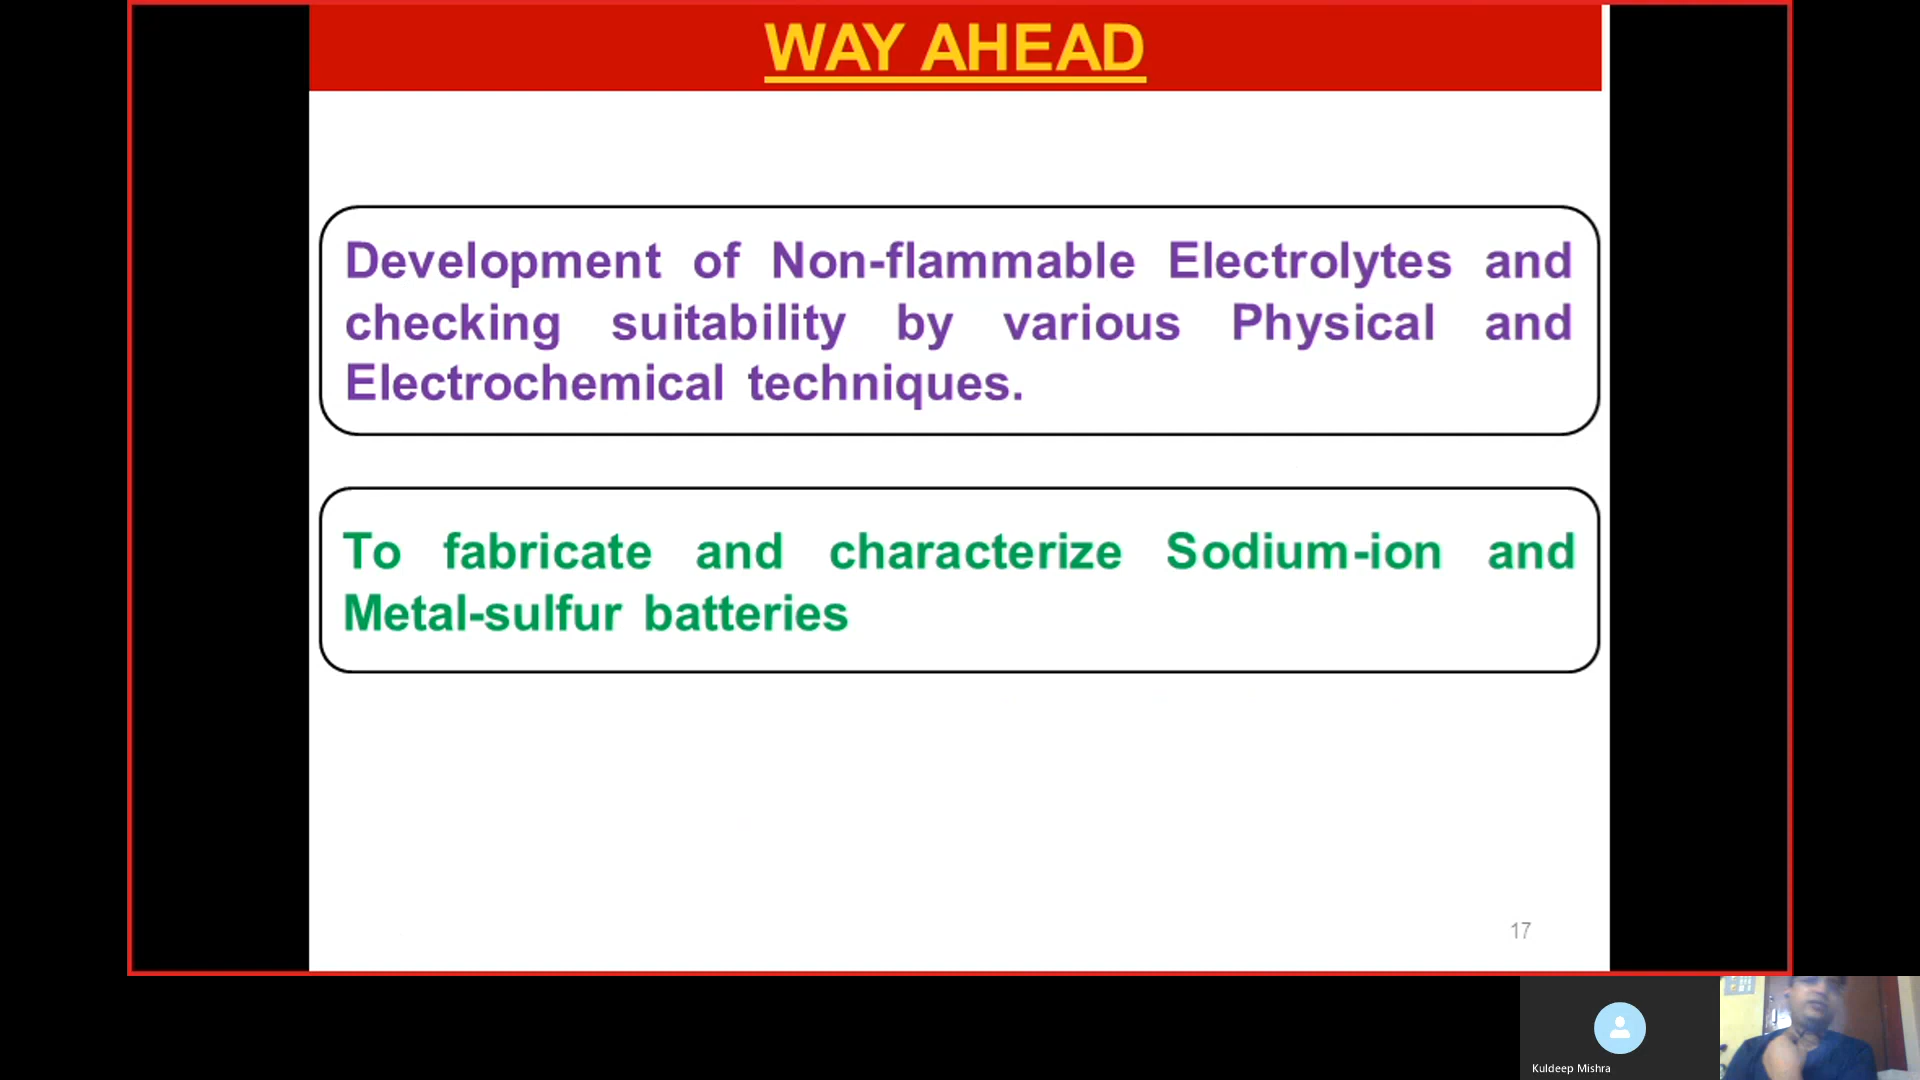 WAY AHEAD
Development of Non-flammable Electrolytes and
checking suitability by various Physical and
Electrochemical techniques.
To fabricate and characterize Sodium-ion and
Metal-sulfur batteries
17
Kuldeep Mishra